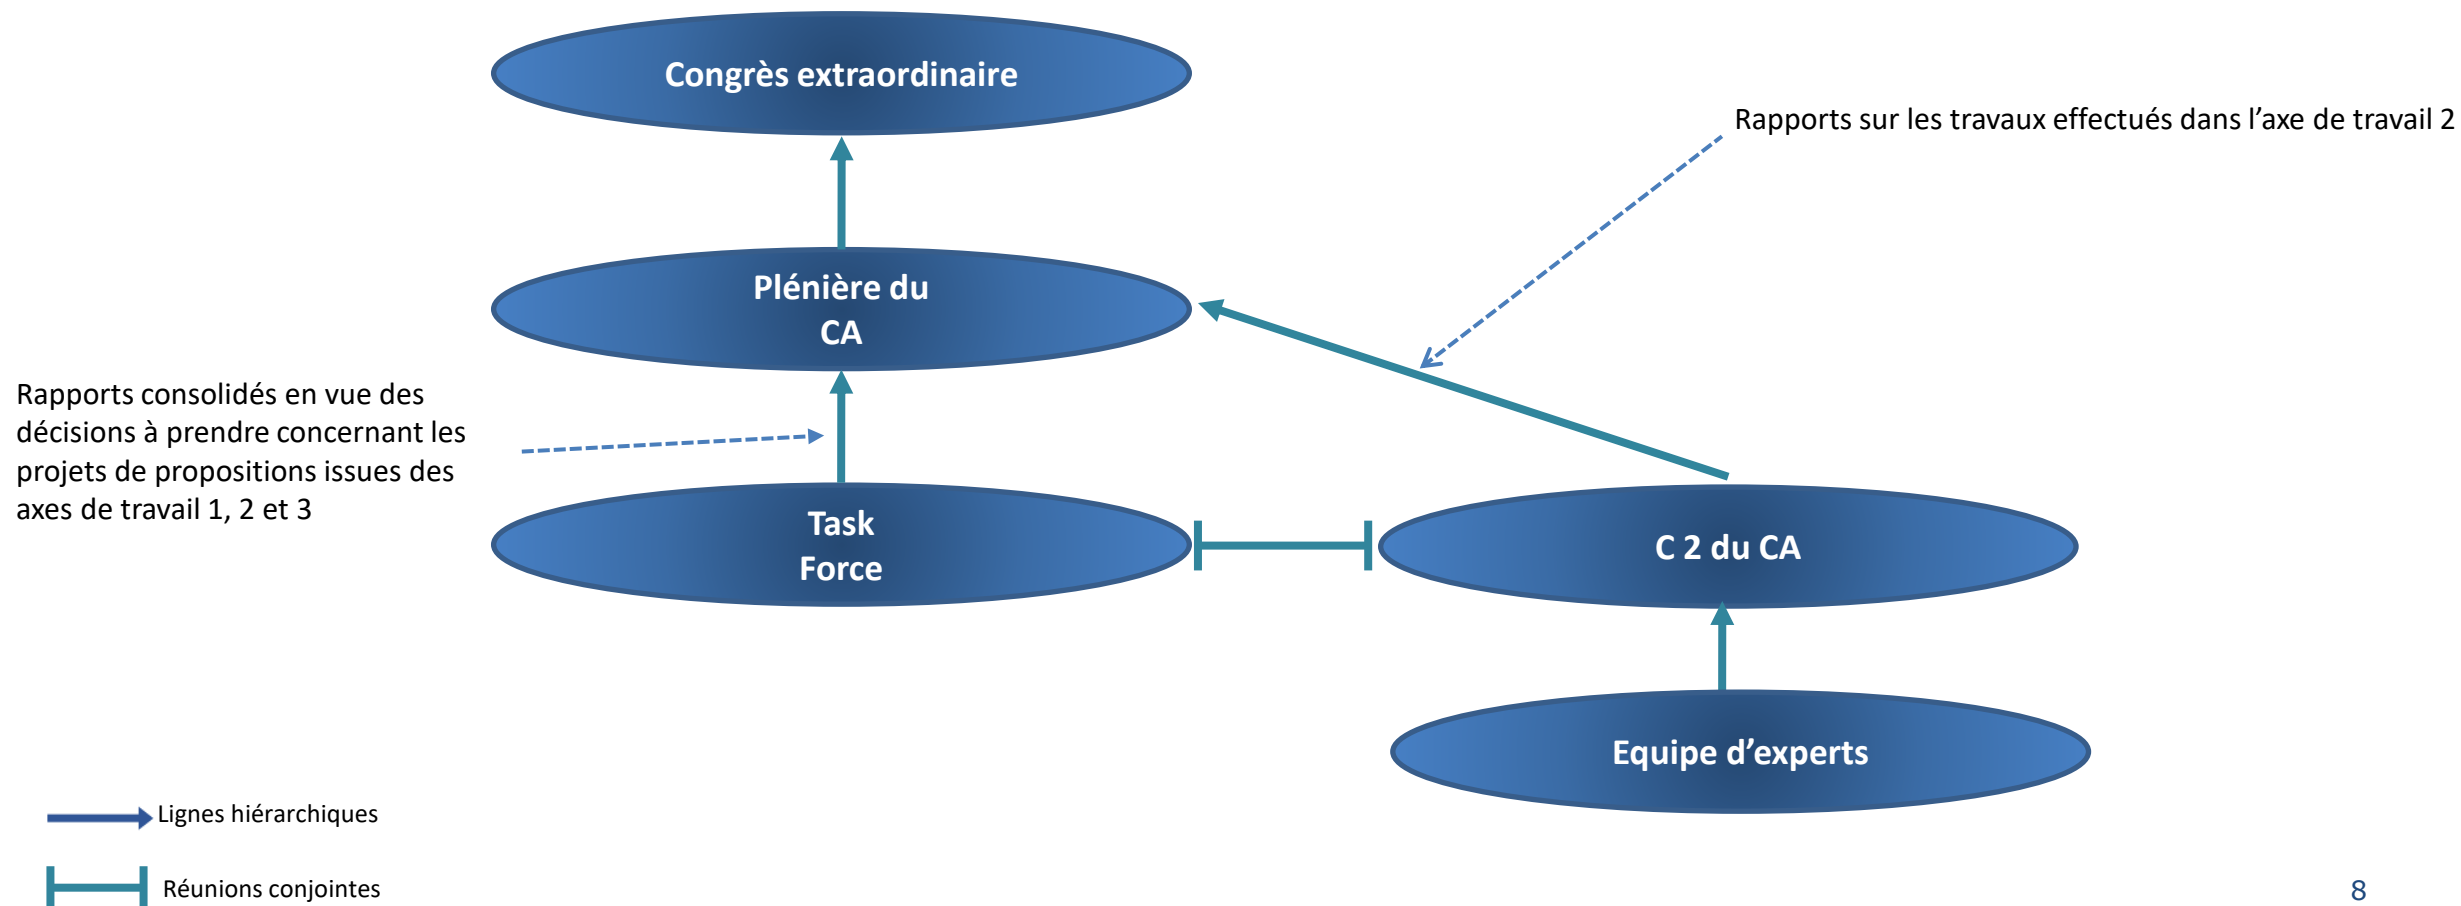 Congrès extraordinaire
Rapports sur les travaux effectués dans l’axe de travail 2
Plénière du
CA
Rapports consolidés en vue des
décisions à prendre concernant les
projets de propositions issues des
axes de travail 1, 2 et 3
Task
Force
C 2 du CA
Equipe d’experts
Lignes hiérarchiques
Réunions conjointes
8